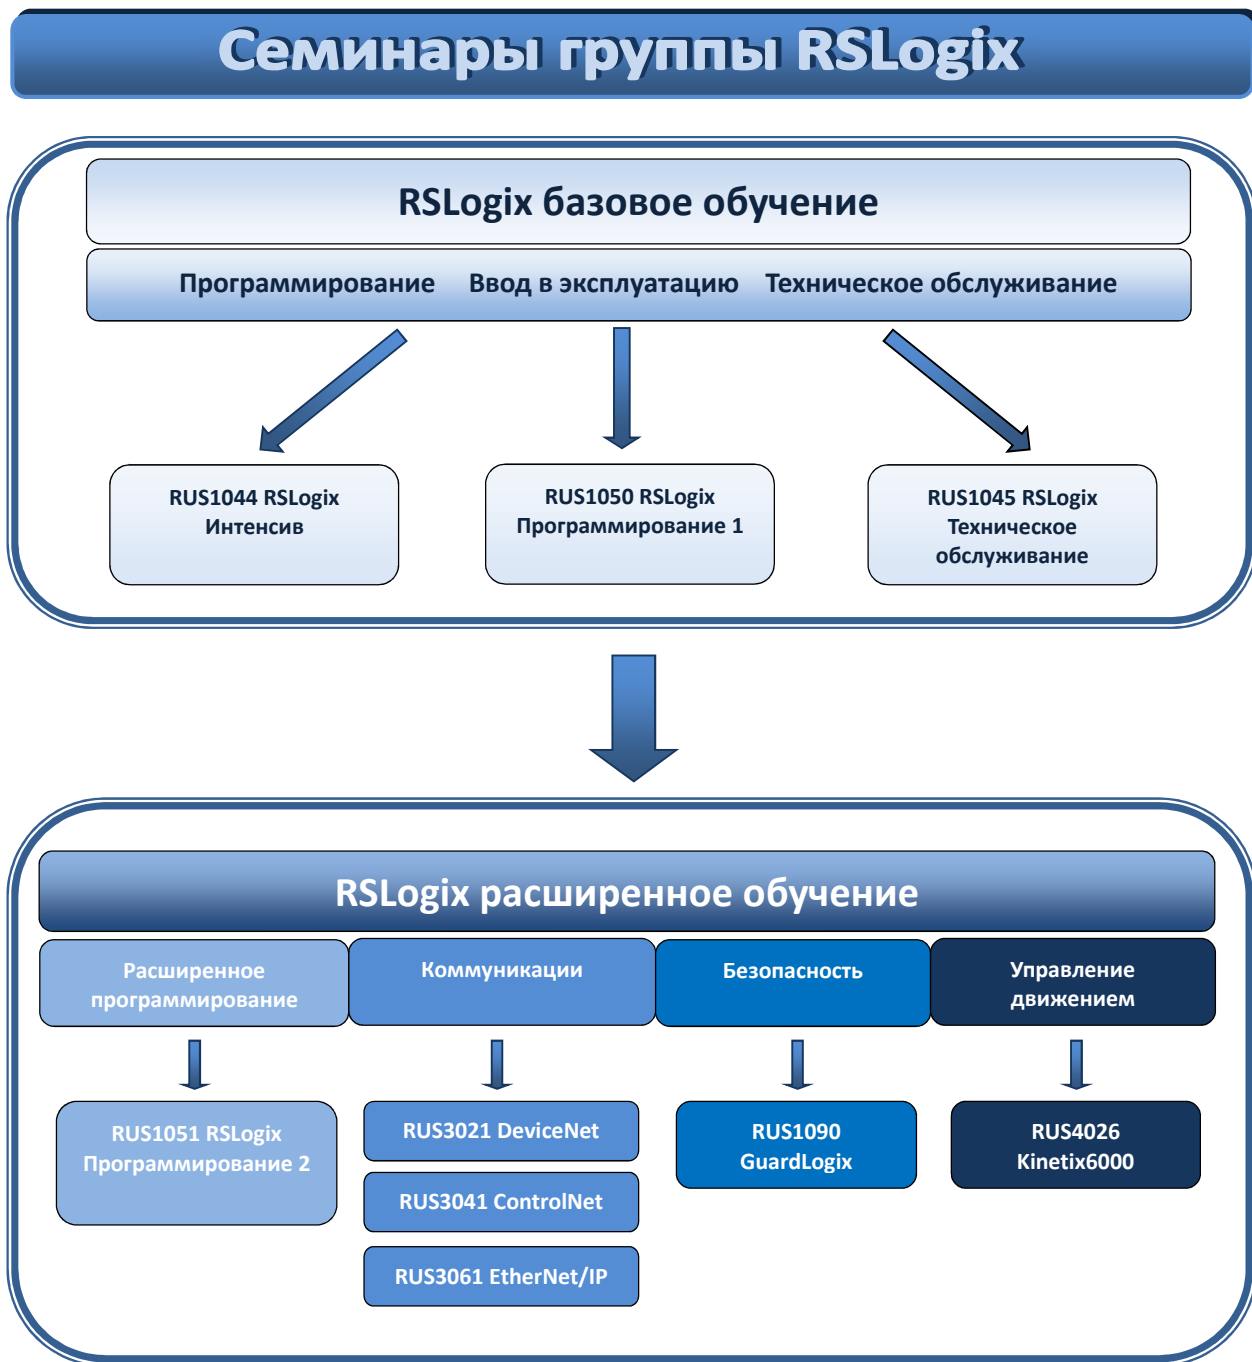 Семинары группы RSLogix
RSLogix базовое обучение
Программирование Ввод в эксплуатацию Техническое обслуживание
RUS1044 RSLogix
Интенсив
RUS1050 RSLogix
Программирование 1
RUS1045 RSLogix
Техническое
обслуживание
RSLogix расширенное обучение
Расширенное
программирование
Коммуникации
Безопасность
Управление
движением
RUS1051 RSLogix
Программирование 2
RUS3021 DeviceNet
RUS3041 ControlNet
RUS3061 EtherNet/IP
RUS1090
GuardLogix
RUS4026
Kinetix6000